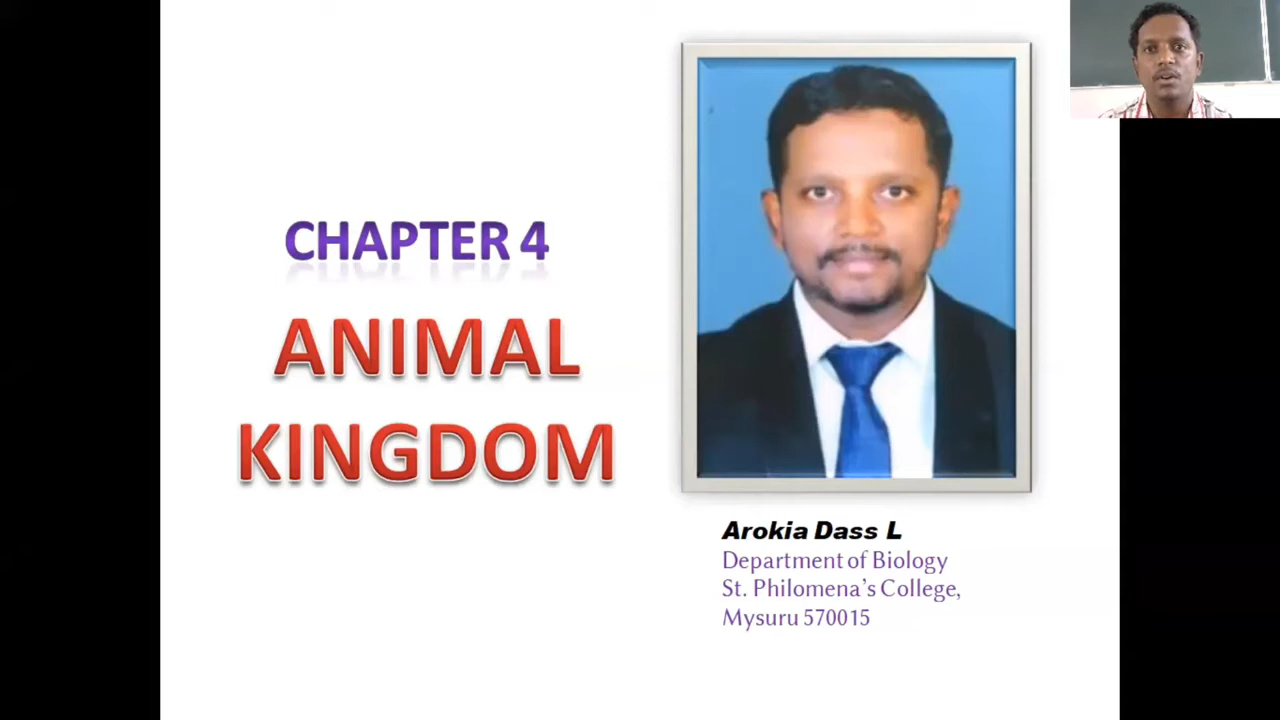 CHAPTER 4
ANIMAL
KINGDOM
Arokia Dass L
Department of Biology
St. Philomena's College,
Mysuru 570015